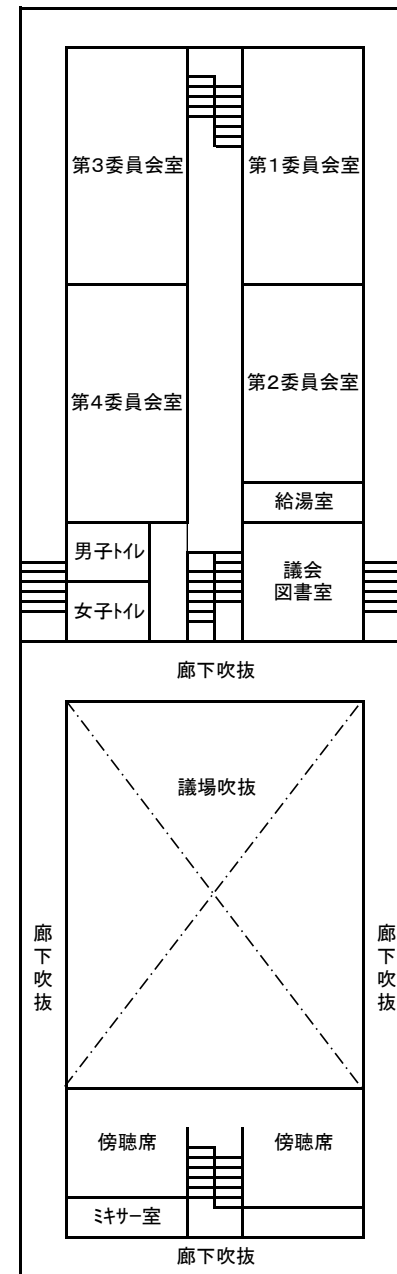 第3委員会室
第1委員会室
第4委員会室
第2委員会室
給湯室
男子ﾄｲﾚ
女子ﾄｲﾚ
議会
図書室
廊下吹抜
議場吹抜
廊下吹抜
廊下吹抜
傍聴席
傍聴席
ﾐｷｻｰ室
廊下吹抜